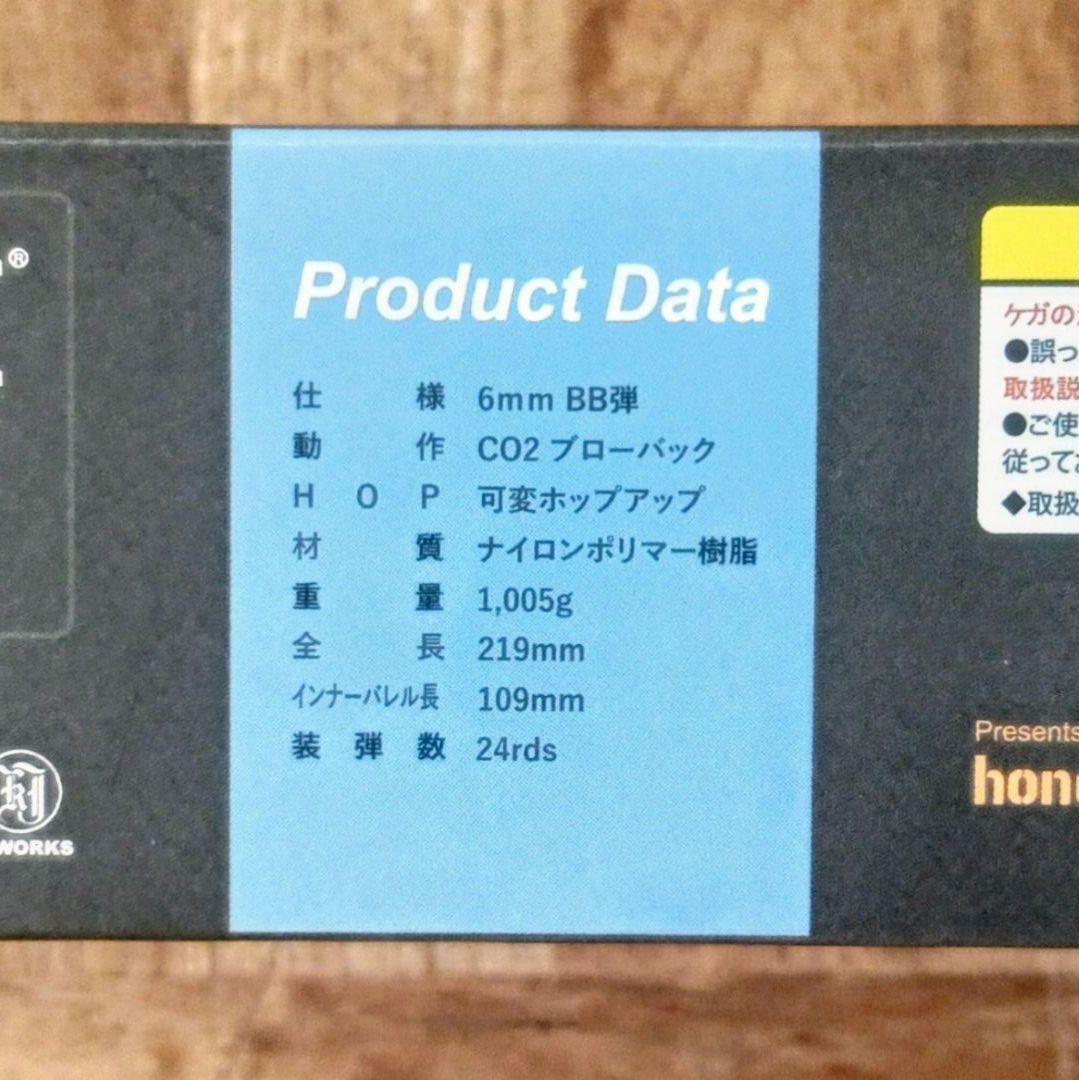 ®
Product Data
仕様 6mm BB弾
動作 CO2 ブローバック
HOP 可変ホップアップ
材質 ナイロンポリマー樹脂
重量 1,005g
全長 219mm
インナーバレル長 109mm
装弾数 24rds
KJ
WORKS
ケガの
●誤っ
取扱説
●ご使
従って
◆取扱
Presents
hon